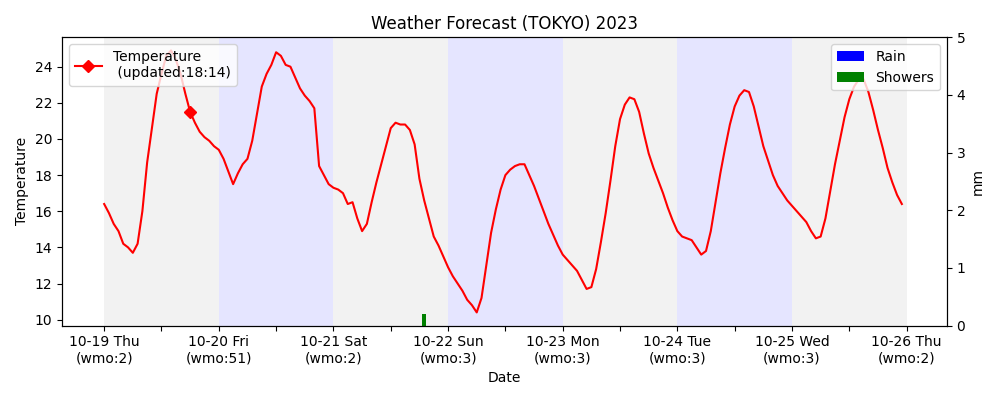 Weather Forecast (TOKYO) 2023
Temperature
(updated:18:14)
Rain
Showers
Temperature
24
22
20
18
16
14
12
10
5
4
3
2
1
0
mm
10-19 Thu
(wmo:2)
10-20 Fri
(wmo:51)
10-21 Sat
(wmo:2)
10-22 Sun
(wmo:3)
10-23 Mon
(wmo:3)
10-24 Tue
(wmo:3)
10-25 Wed
(wmo:3)
10-26 Thu
(wmo:2)
Date